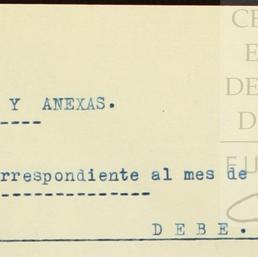 Y ANEXAS.
rrespondiente al mes de
D E B E .